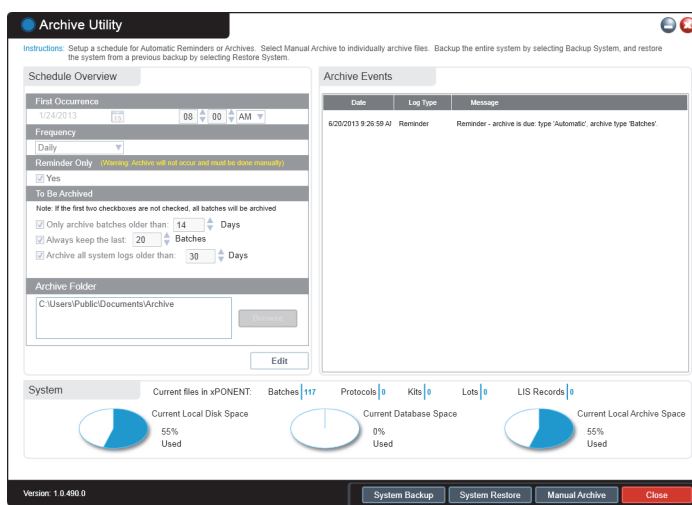 Archive Utility
Instructions: Setup a schedule for Automatic Reminders or Archives. Select Manual Archive to individually archive files. Backup the entire system by selecting Backup System, and restore
the system from a previous backup by selecting Restore System.
Schedule Overview
First Occurrence
1/24/2013 15 08 00 AM
Frequency
Daily
Reminder Only (Warning: Archive will not occur and must be done manually)
Yes
To Be Archived
Note: If the first two checkboxes are not checked, all batches will be archived
Only archive batches older than: 14 Days
Always keep the last: 20 Batches
Archive all system logs older than: 30 Days
Archive Folder
C:\Users\Public\Documents\Archive
Browse
Edit
Archive Events
Date Log Type Message
6/20/2013 9:26:59 AM Reminder Reminder - archive is due: type 'Automatic', archive type 'Batches'.
System Current files in xPONENT: Batches 117 Protocols 0 Kits 0 Lots 0 LIS Records 0
Current Local Disk Space
55%
Used
Current Database Space
0%
Used
Current Local Archive Space
55%
Used
Version: 1.0.490.0 System Backup System Restore Manual Archive Close